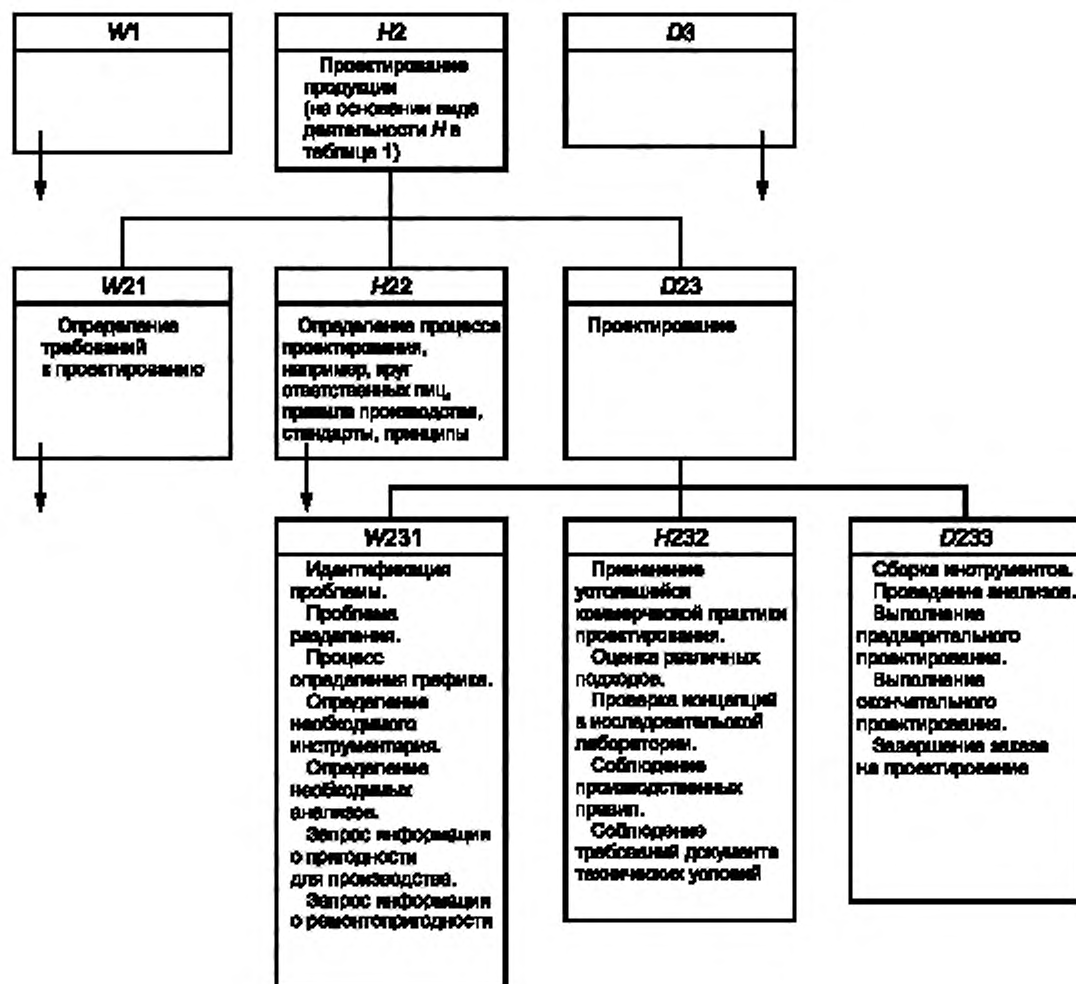 W1
H2
D3
Проектирование
продукции
(на основании вида
деятельности H в
таблице 1)
W21
H22
D23
Определение
требований
к проектированию
Определение процесса
проектирования,
например, круг
ответственных лиц,
правила производства,
стандарты, принципы
Проектирование
W231
H232
D233
Идентификация
проблемы.
Проблема
разделения.
Процесс
определения графика.
Определение
необходимого
инструментария.
Определение
необходимых
анализов.
Запрос информации
о пригодности
для производства.
Запрос информации
о ремонтопригодности
Применение
устоявшейся
коммерческой практики
проектирования.
Оценка различных
подходов.
Проверка концепций
в исследовательской
лаборатории.
Соблюдение
производственных
правил.
Соблюдение
требований документа
технических условий
Сборка инструментов.
Проведение анализов.
Выполнение
предварительного
проектирования.
Выполнение
окончательного
проектирования.
Завершение заказа
на проектирование